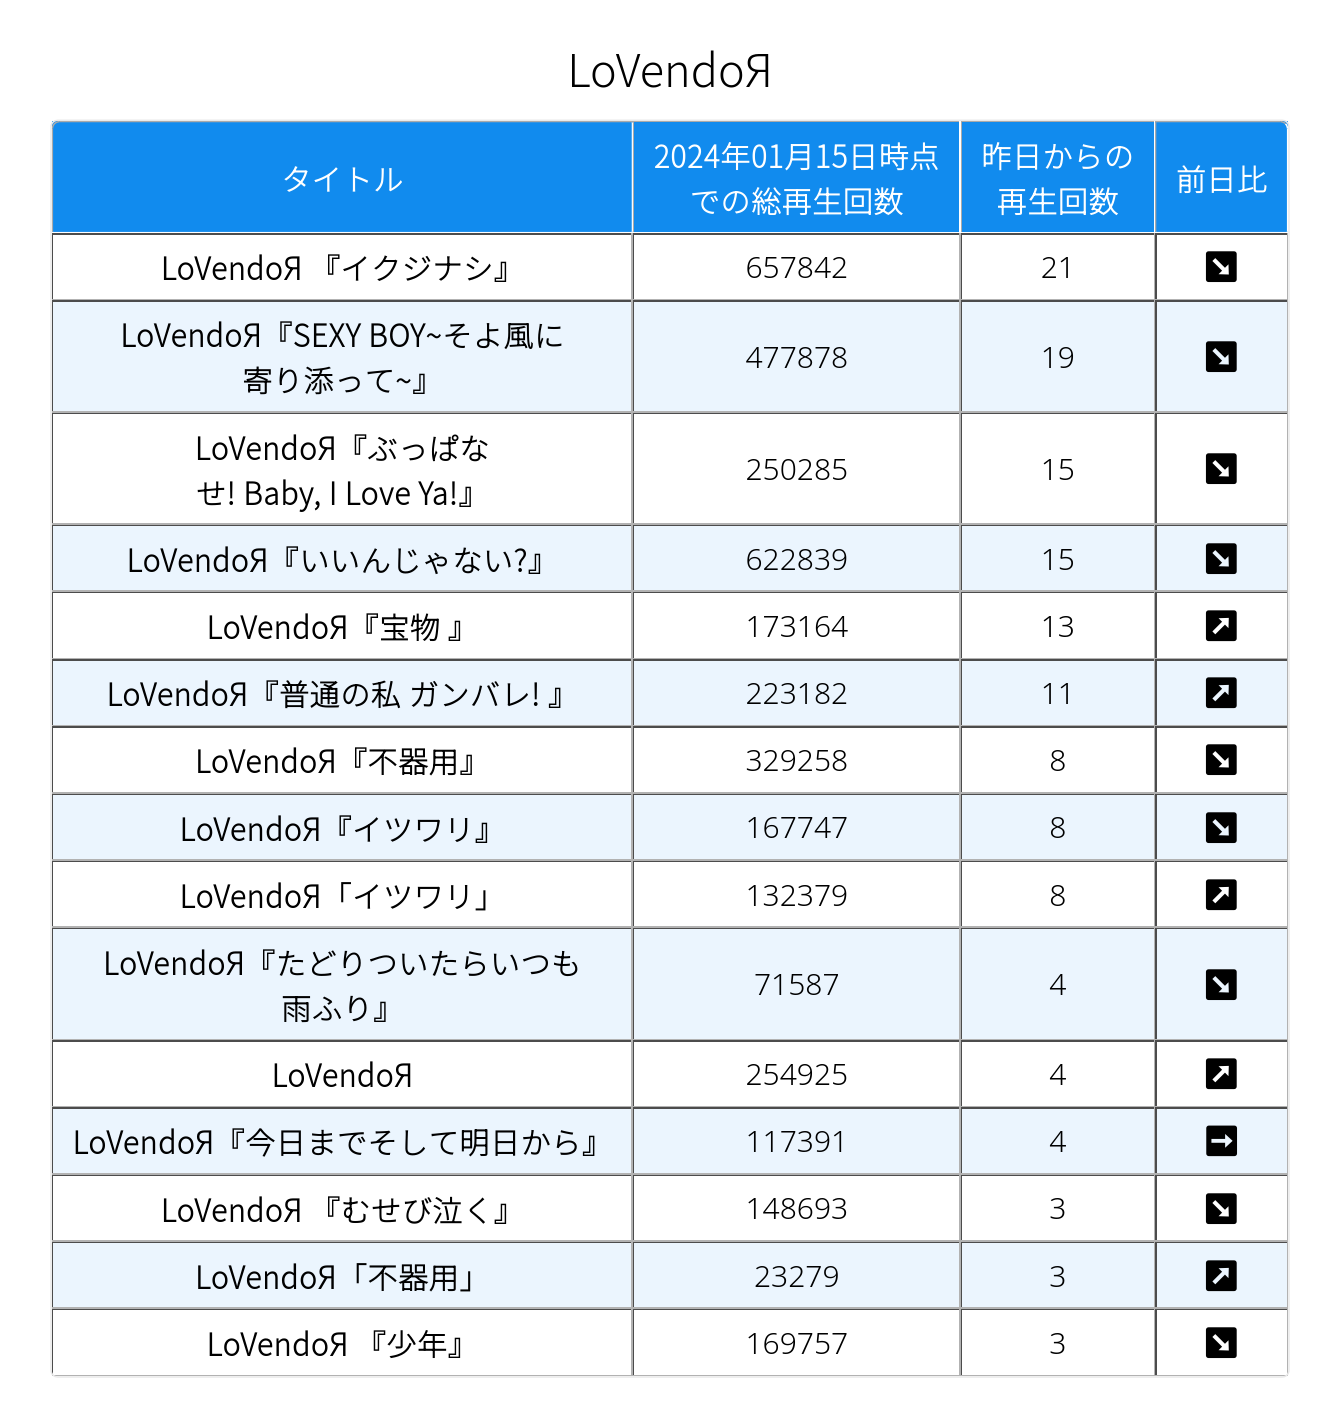 LoVendoЯ
タイトル
2024年01月15日時点
での総再生回数
昨日からの
再生回数
前日比
LoVendoЯ 『イクジナシ』 657842 21 ↘
LoVendoЯ『SEXY BOY~そよ風に
寄り添って~』 477878 19 ↘
LoVendoЯ『ぶっぱな
せ! Baby, I Love Ya!』 250285 15 ↘
LoVendoЯ『いいんじゃない?』 622839 15 ↘
LoVendoЯ『宝物 』 173164 13 ↗
LoVendoЯ『普通の私 ガンバレ! 』 223182 11 ↗
LoVendoЯ『不器用』 329258 8 ↘
LoVendoЯ『イツワリ』 167747 8 ↘
LoVendoЯ「イツワリ」 132379 8 ↗
LoVendoЯ『たどりついたらいつも
雨ふり』 71587 4 ↘
LoVendoЯ 254925 4 ↗
LoVendoЯ『今日までそして明日から』 117391 4 →
LoVendoЯ 『むせび泣く』 148693 3 ↘
LoVendoЯ「不器用」 23279 3 ↗
LoVendoЯ 『少年』 169757 3 ↘